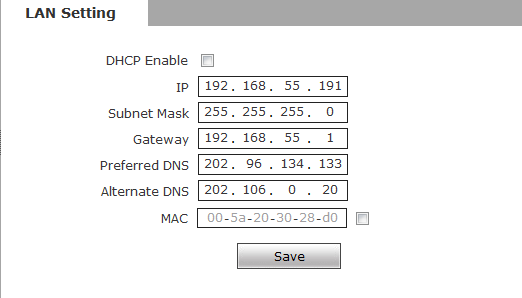 LAN Setting
DHCP Enable
IP 192 . 168 . 55 . 191
Subnet Mask 255 . 255 . 255 . 0
Gateway 192 . 168 . 55 . 1
Preferred DNS 202 . 96 . 134 . 133
Alternate DNS 202 . 106 . 0 . 20
MAC 00-5a-20-30-28-d0
Save